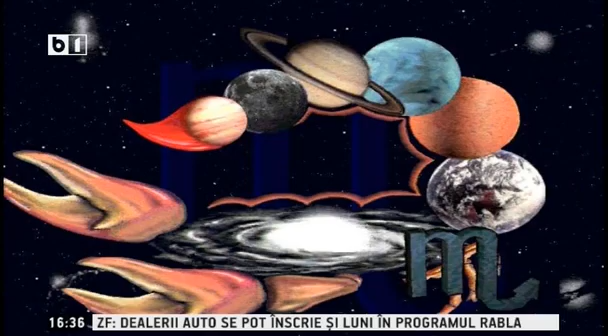 b1
16:36 ZF: DEALERII AUTO SE POT ÎNSCRIE ȘI LUNI ÎN PROGRAMUL RABLA